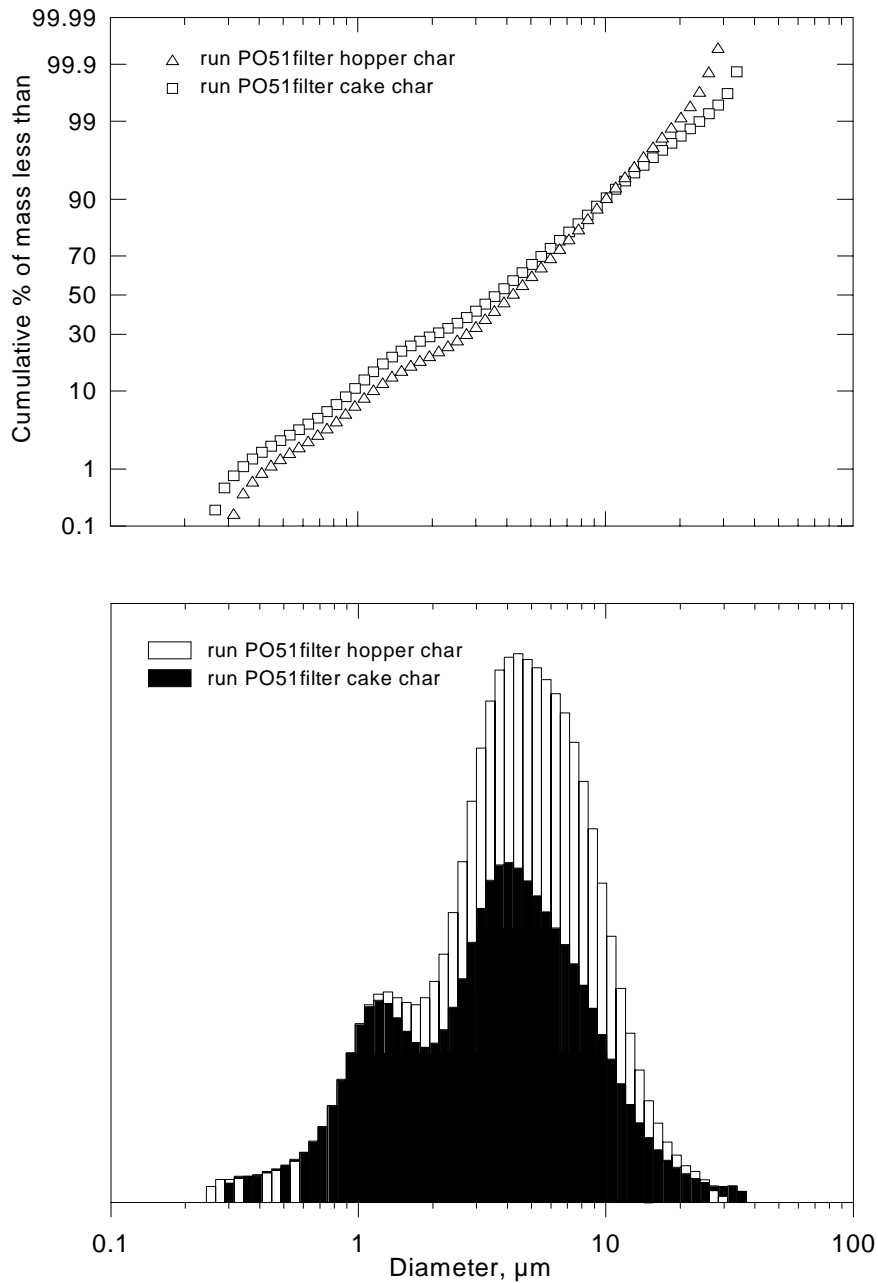 99.99
run PO51filter hopper char
99.9
run PO51filter cake char
99
90
70
50
30
10
1
0.1
Cumulative % of mass less than
run PO51filter hopper char
run PO51filter cake char
0.1 1 10 100
Diameter, µm